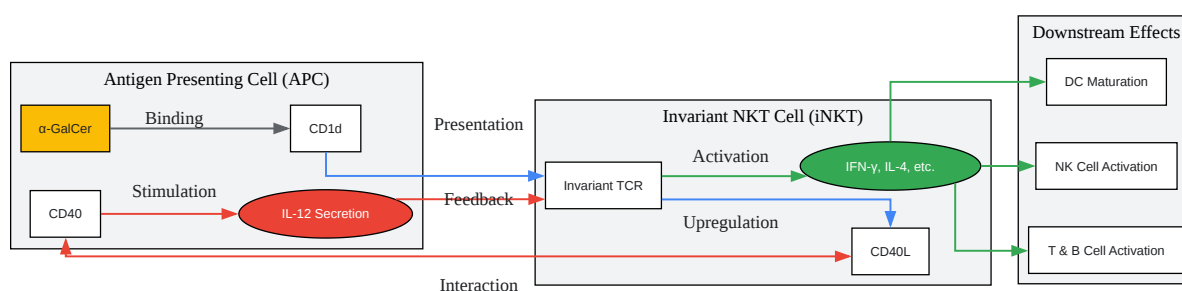 Downstream Effects
Antigen Presenting Cell (APC)
DC Maturation
α-GalCer
Binding
CD1d
Presentation
Invariant NKT Cell (iNKT)
Activation
IFN-γ, IL-4, etc.
NK Cell Activation
Invariant TCR
Stimulation
Feedback
CD40
IL-12 Secretion
Upregulation
CD40L
T & B Cell Activation
Interaction